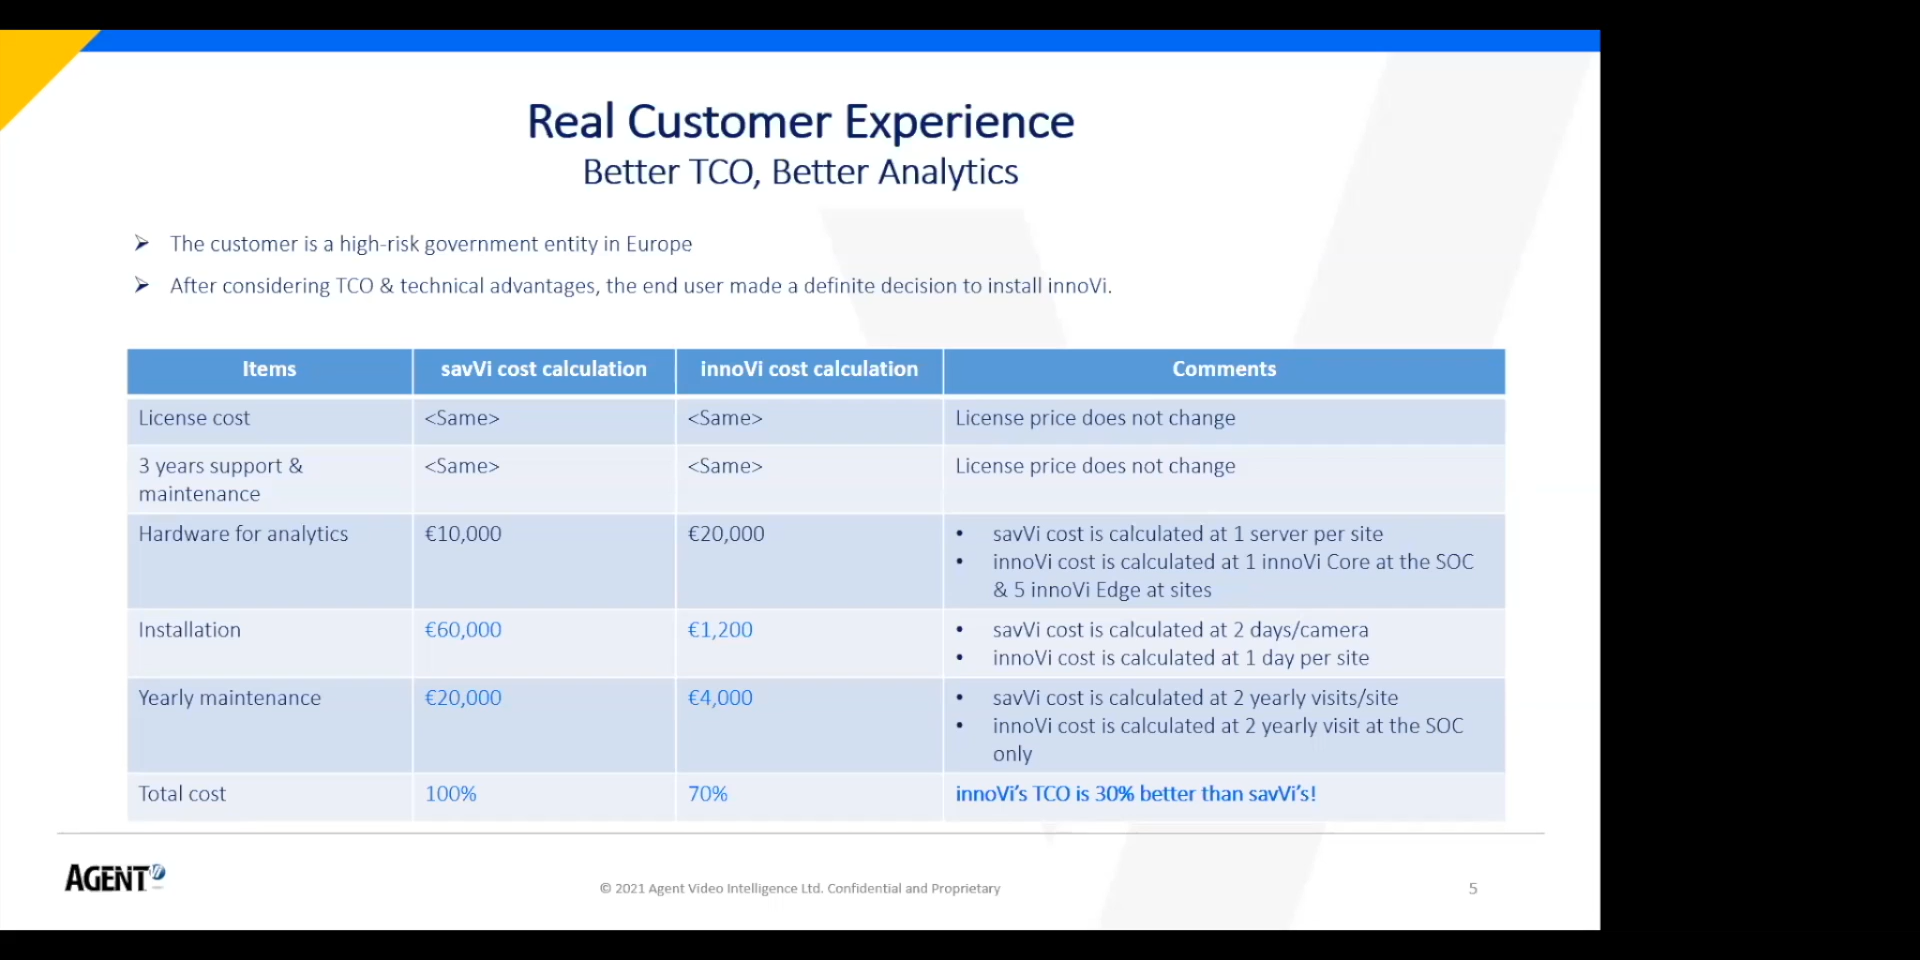 Real Customer Experience
Better TCO, Better Analytics
The customer is a high-risk government entity in Europe
After considering TCO & technical advantages, the end user made a definite decision to install innoVi.
Items savVi cost calculation innoVi cost calculation Comments
License cost <Same> <Same> License price does not change
3 years support & <Same> <Same> License price does not change
maintenance
Hardware for analytics €10,000 €20,000 • savVi cost is calculated at 1 server per site
• innoVi cost is calculated at 1 innoVi Core at the SOC
& 5 innoVi Edge at sites
Installation €60,000 €1,200 • savVi cost is calculated at 2 days/camera
• innoVi cost is calculated at 1 day per site
Yearly maintenance €20,000 €4,000 • savVi cost is calculated at 2 yearly visits/site
• innoVi cost is calculated at 2 yearly visit at the SOC
only
Total cost 100% 70% innoVi's TCO is 30% better than savVi's!
AGENT
© 2021 Agent Video Intelligence Ltd. Confidential and Proprietary
5